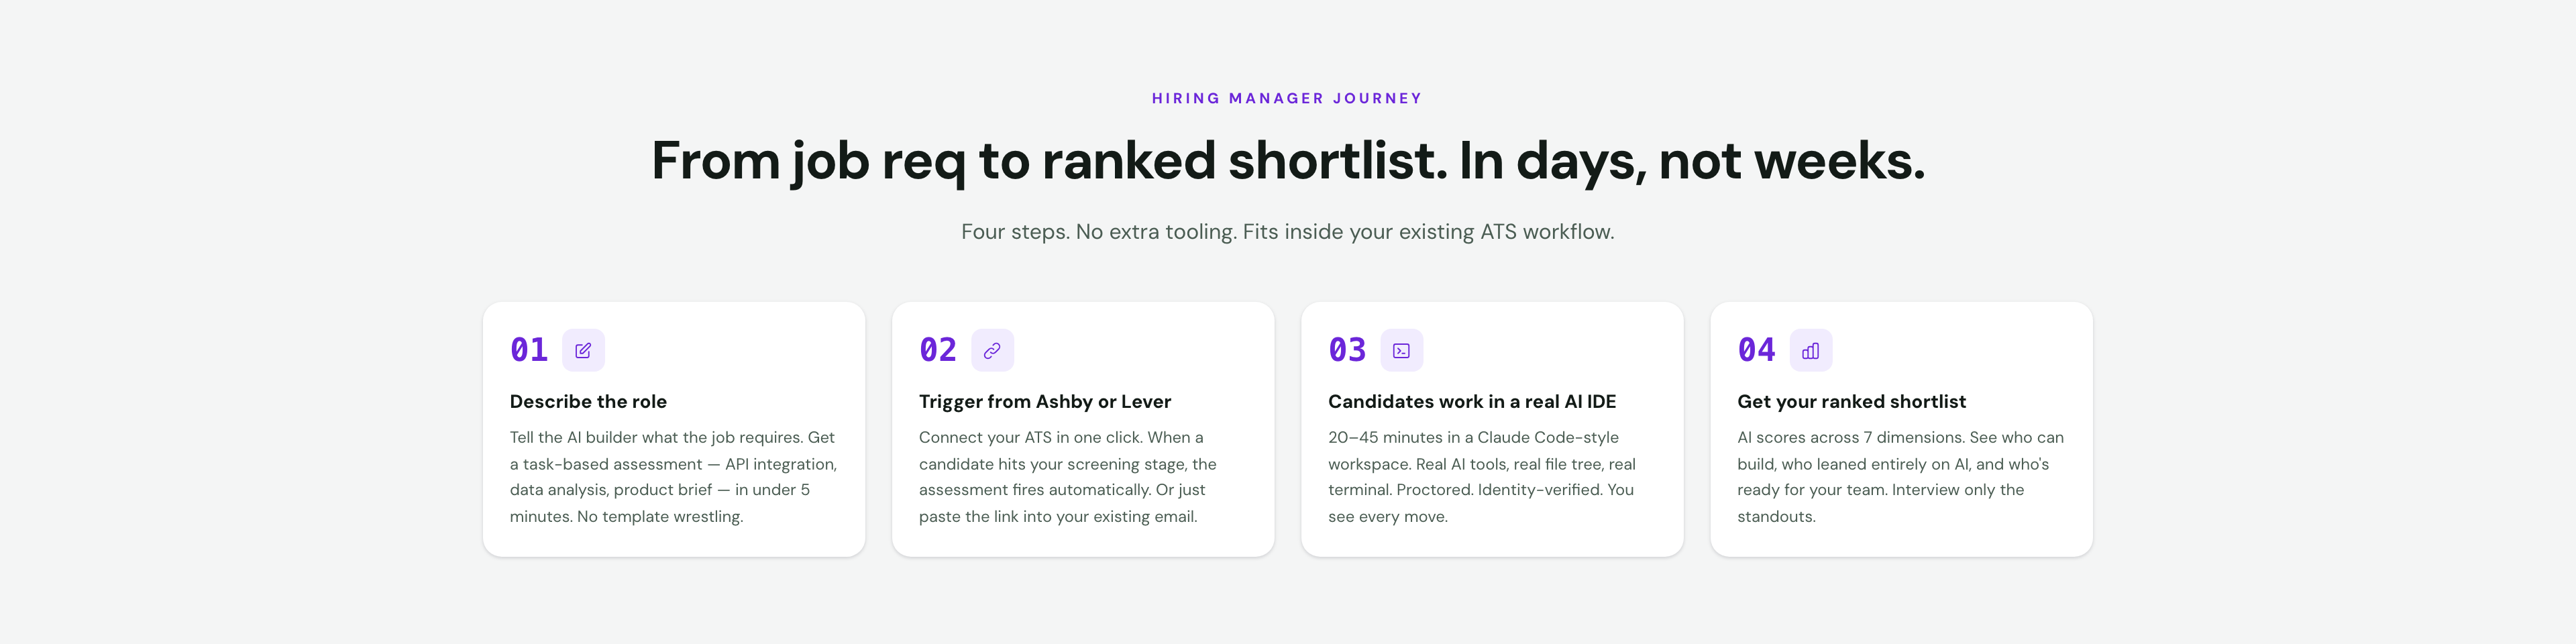 HIRING MANAGER JOURNEY
From job req to ranked shortlist. In days, not weeks.
Four steps. No extra tooling. Fits inside your existing ATS workflow.
01
Describe the role
Tell the AI builder what the job requires. Get
a task-based assessment — API integration,
data analysis, product brief — in under 5
minutes. No template wrestling.
02
Trigger from Ashby or Lever
Connect your ATS in one click. When a
candidate hits your screening stage, the
assessment fires automatically. Or just
paste the link into your existing email.
03
Candidates work in a real AI IDE
20–45 minutes in a Claude Code-style
workspace. Real AI tools, real file tree, real
terminal. Proctored. Identity-verified. You
see every move.
04
Get your ranked shortlist
AI scores across 7 dimensions. See who can
build, who leaned entirely on AI, and who's
ready for your team. Interview only the
standouts.